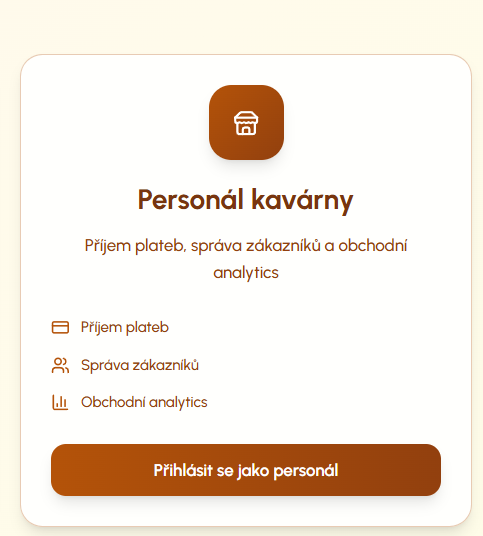 Personál kavárny
Příjem plateb, správa zákazníků a obchodní
analytics
Příjem plateb
Správa zákazníků
Obchodní analytics
Přihlásit se jako personál